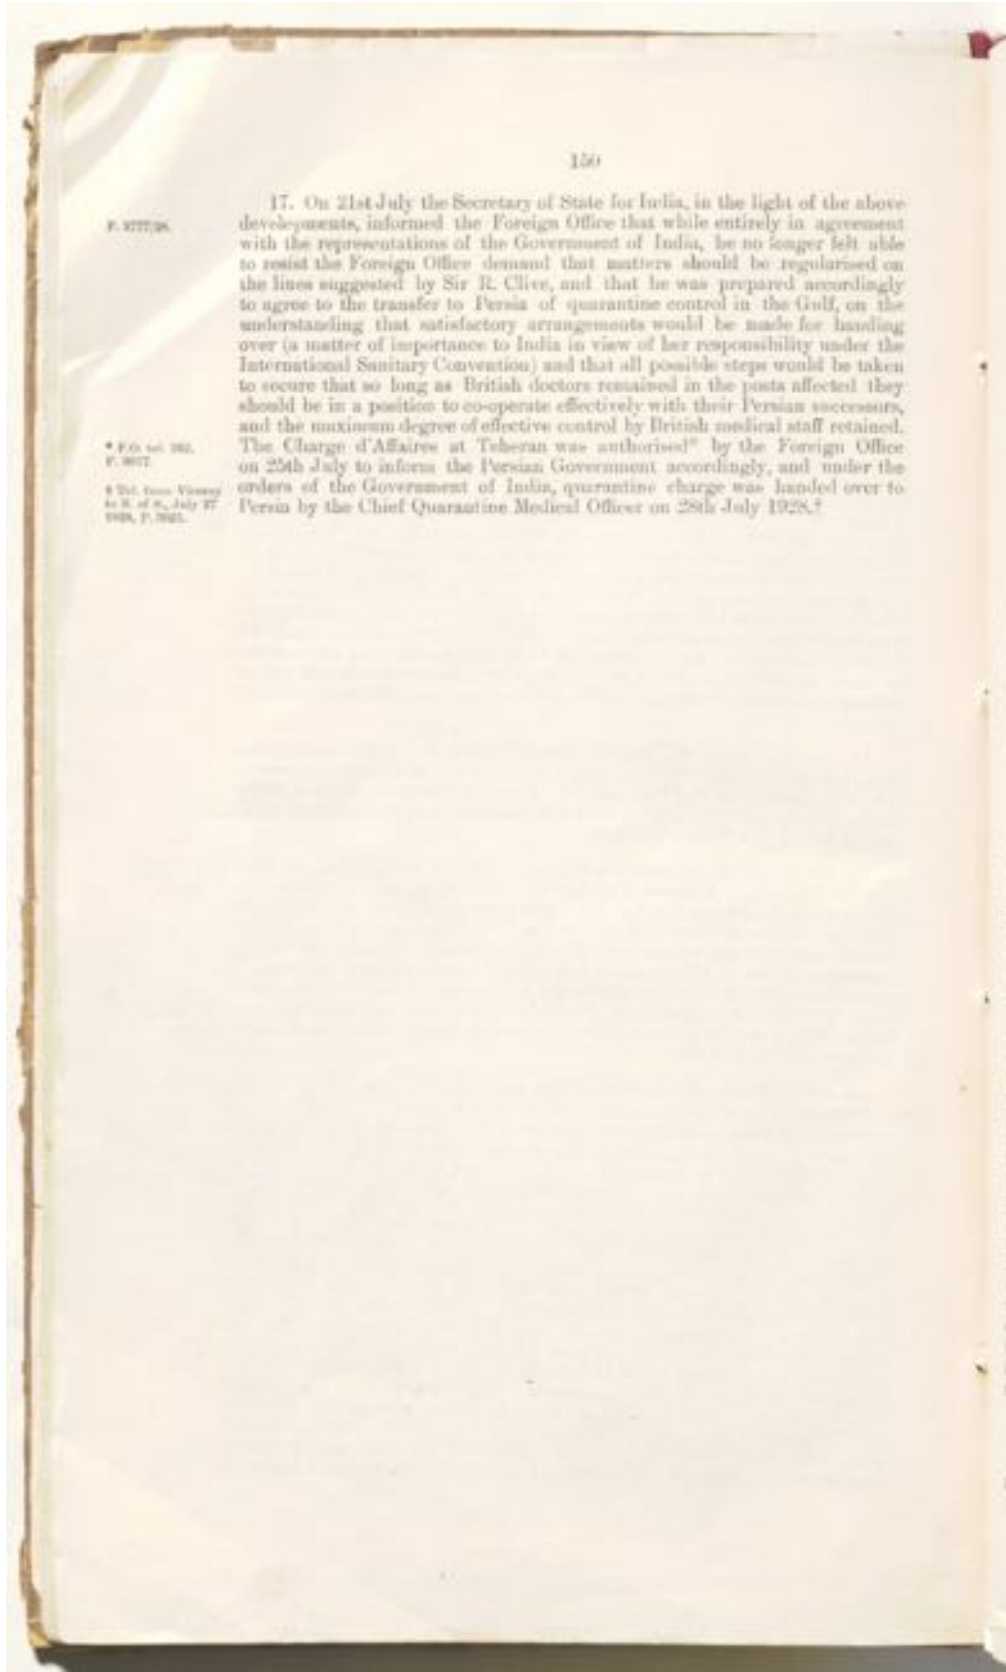 150
17. On 21st July the Secretary of State for India, in the light of the above
developments, informed the Foreign Office that while entirely in agreement
with the representations of the Government of India, he no longer felt able
to resist the Foreign Office demand that matters should be regularised on
the lines suggested by Sir R. Clive, and that he was prepared accordingly
to agree to the transfer to Persia of quarantine control in the Gulf, on the
understanding that satisfactory arrangements would be made for handing
over (a matter of importance to India in view of her responsibility under the
International Sanitary Convention) and that all possible steps would be taken
to secure that so long as British doctors remained in the posts affected they
should be in a position to co-operate effectively with their Persian successors,
and the maximum degree of effective control by British medical staff retained.
The Charge d'Affaires at Teheran was authorised* by the Foreign Office
on 25th July to inform the Persian Government accordingly, and under the
orders of the Government of India, quarantine charge was handed over to
Persia by the Chief Quarantine Medical Officer on 28th July 1928.†
* F.O. tel.
† Tel. from Viceroy
to S. of S., July 27
1928, P.